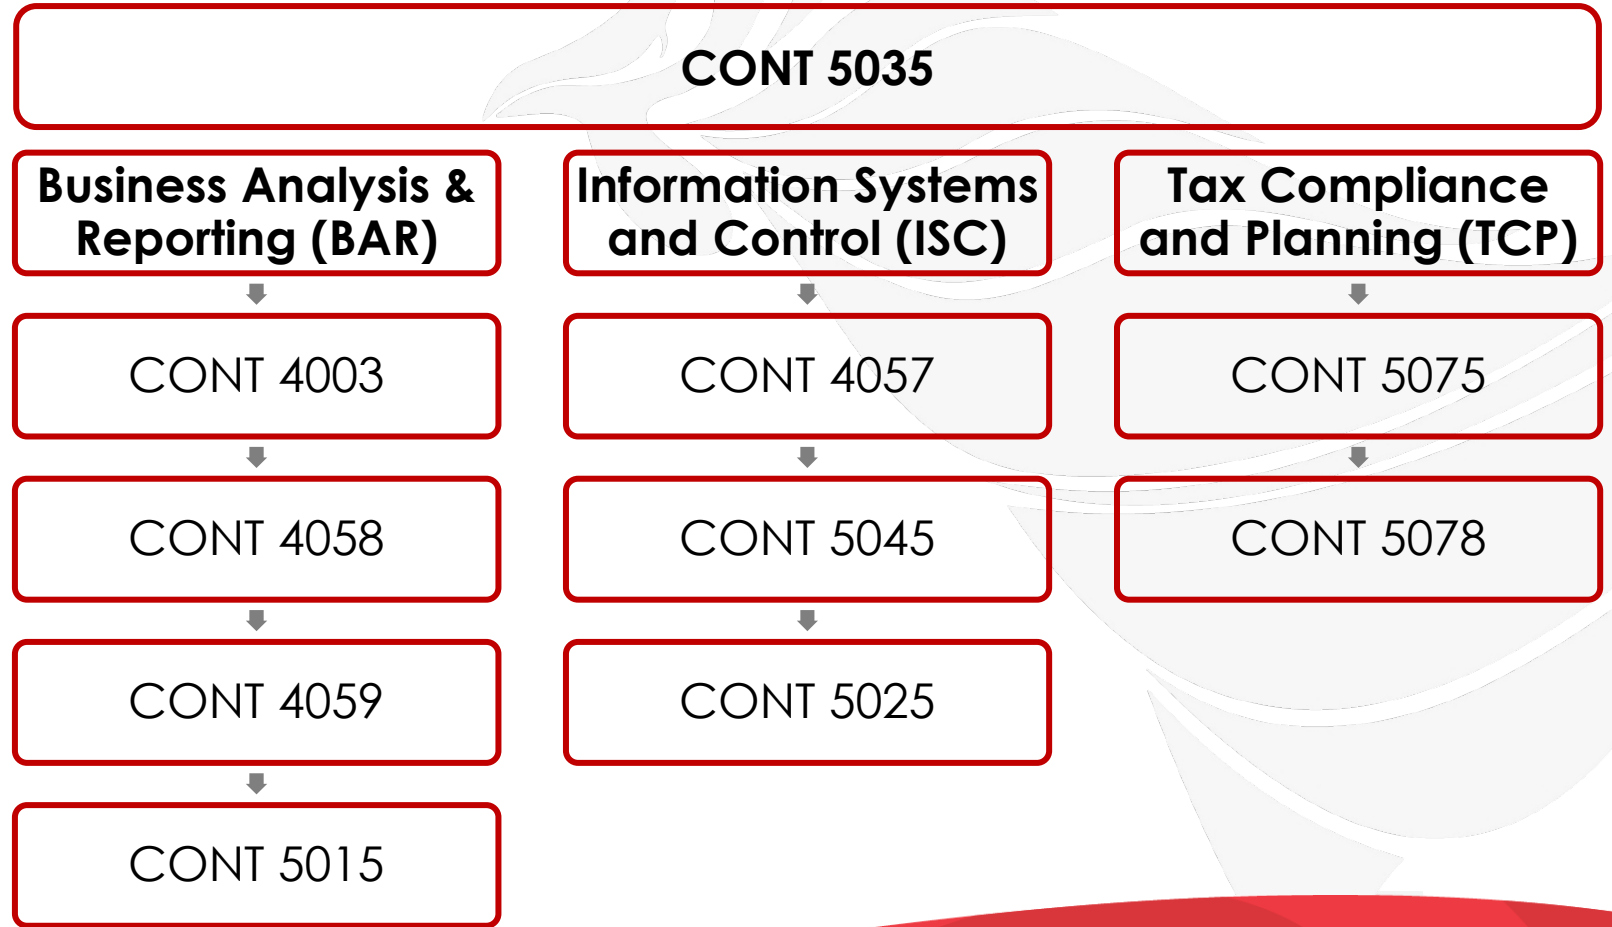 CONT 5035
Business Analysis &
Reporting (BAR)
CONT 4003
CONT 4058
CONT 4059
CONT 5015
Information Systems
and Control (ISC)
CONT 4057
CONT 5045
CONT 5025
Tax Compliance
and Planning (TCP)
CONT 5075
CONT 5078